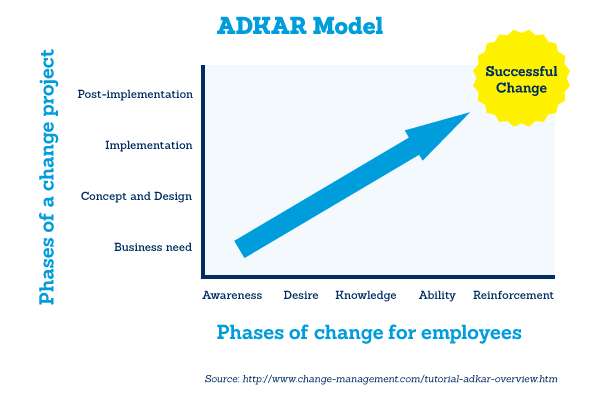 ADKAR Model
Successful
Change
Phases of a change project
Post-implementation
Implementation
Concept and Design
Business need
Awareness Desire Knowledge Ability Reinforcement
Phases of change for employees
Source: http://www.change-management.com/tutorial-adkar-overview.htm